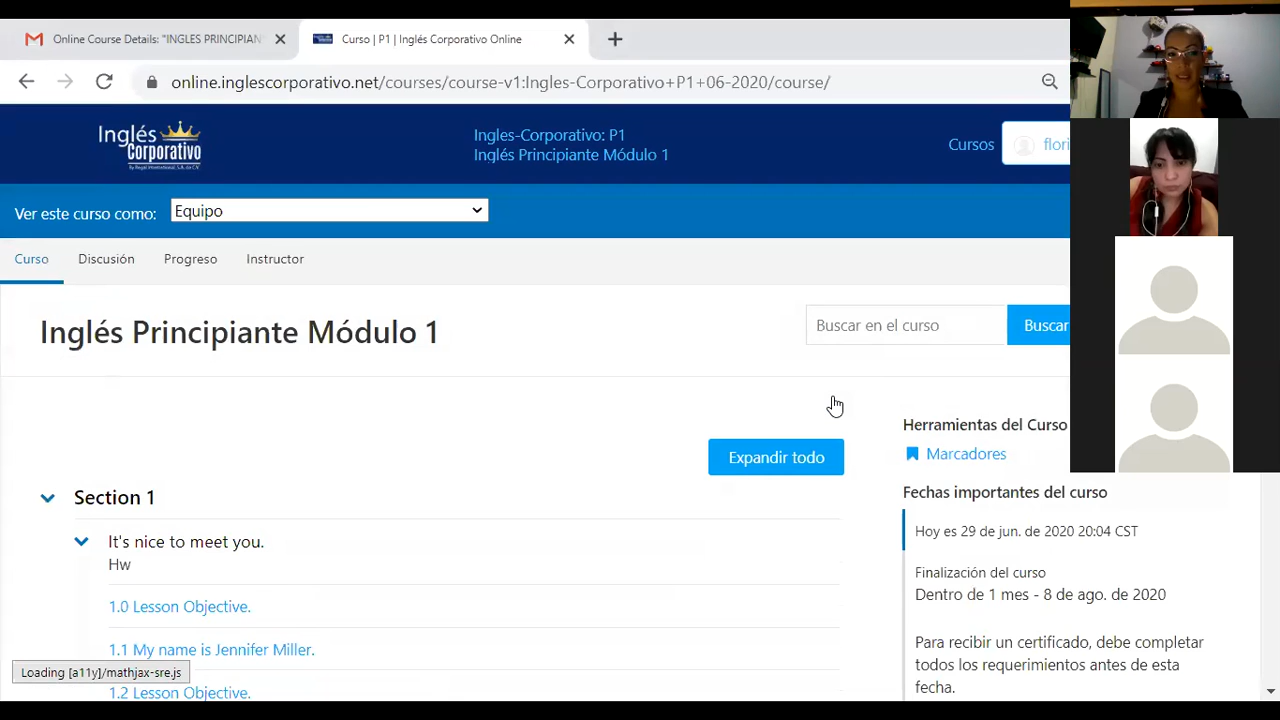 Online Course Details: "INGLES PRINCIPIAN
Curso | P1 | Inglés Corporativo Online
online.inglescorporativo.net/courses/course-v1:Ingles-Corporativo+P1+06-2020/course/
Inglés
Corporativo
by Regal International, S.A. de C.V.
Ingles-Corporativo: P1
Inglés Principiante Módulo 1
Cursos
flori
Ver este curso como:
Equipo
Curso
Discusión
Progreso
Instructor
Inglés Principiante Módulo 1
Buscar en el curso
Buscar
Expandir todo
Section 1
It's nice to meet you.
Hw
1.0 Lesson Objective.
1.1 My name is Jennifer Miller.
1.2 Lesson Objective.
Loading [a11y]/mathjax-sre.js
Herramientas del Curso
Marcadores
Fechas importantes del curso
Hoy es 29 de jun. de 2020 20:04 CST
Finalización del curso
Dentro de 1 mes - 8 de ago. de 2020
Para recibir un certificado, debe completar
todos los requerimientos antes de esta
fecha.